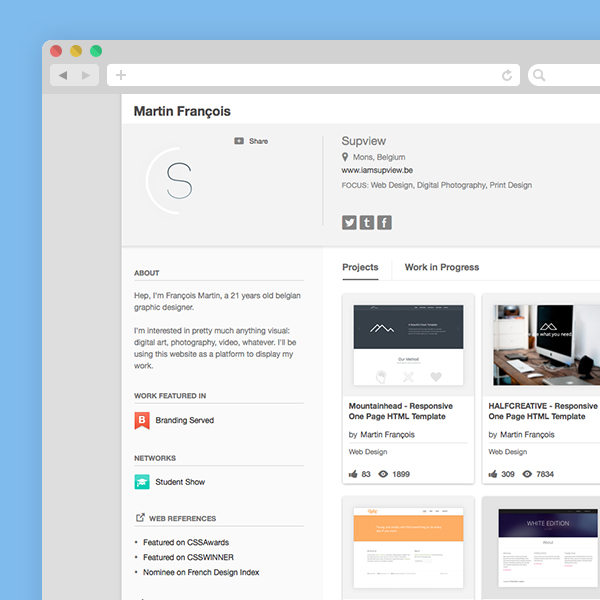 Martin François
S
Share
Supview
Mons, Belgium
www.iamsupview.be
FOCUS: Web Design, Digital Photography, Print Design
ABOUT
Hep, I'm François Martin, a 21 years old belgian
graphic designer.
I'm interested in pretty much anything visual:
digital art, photography, video, whatever. I'll be
using this website as a platform to display my
work.
WORK FEATURED IN
B
Branding Served
NETWORKS
Student Show
WEB REFERENCES
• Featured on CSSAwards
• Featured on CSSWINNER
• Nominee on French Design Index
Projects
Work in Progress
Our Method
Mountainhead - Responsive
One Page HTML Template
by Martin François
Web Design
83
1899
are what you need.
HALFCREATIVE - Responsive
One Page HTML Template
by Martin François
Web Design
309
7834
WHITE EDITION
About